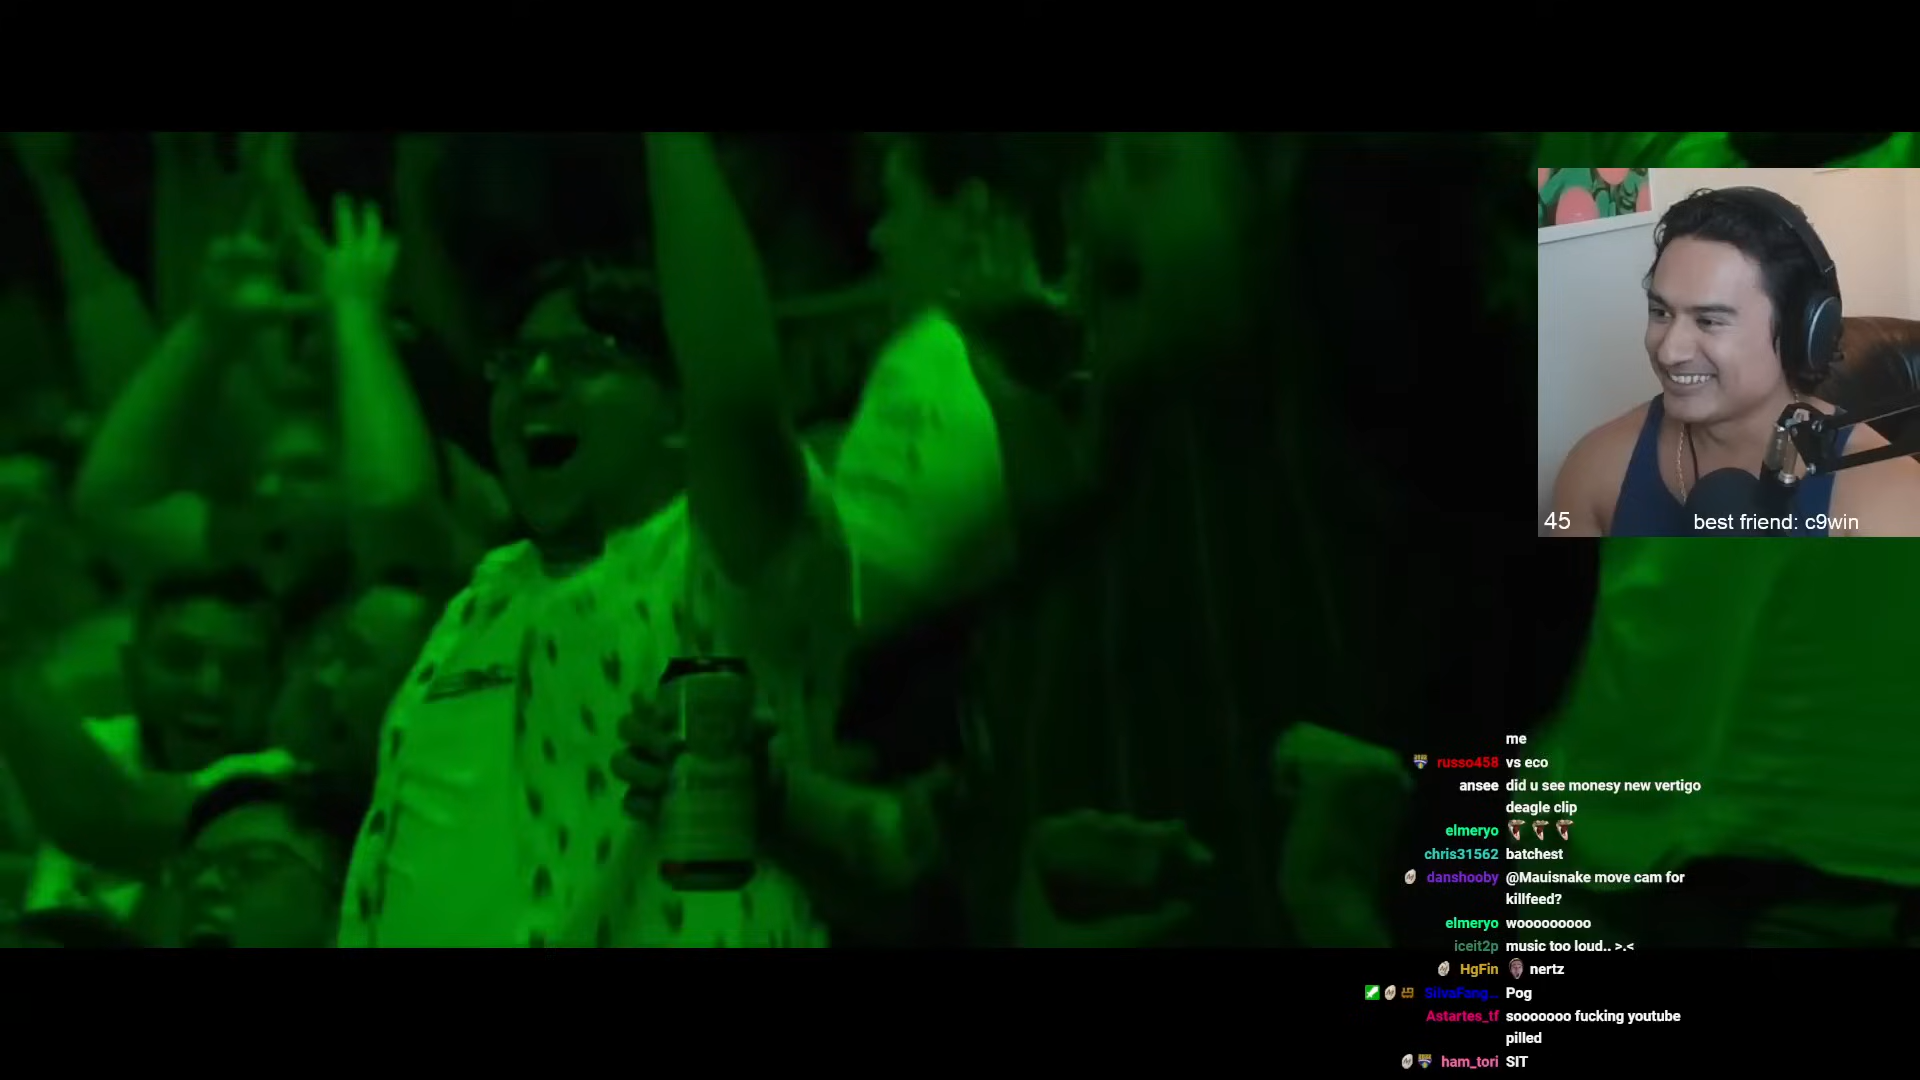 45 best friend: c9win
me
russo458 vs eco
ansee did u see monesy new vertigo
deagle clip
elmeryo
chris31562 batchest
danshooby @Mauisnake move cam for
killfeed?
elmeryo wooooooooo
iceit2p music too loud.. >.<
HgFin nertz
SilvaFang... Pog
Astartes_tf sooooooo fucking youtube
pilled
ham_tori SIT